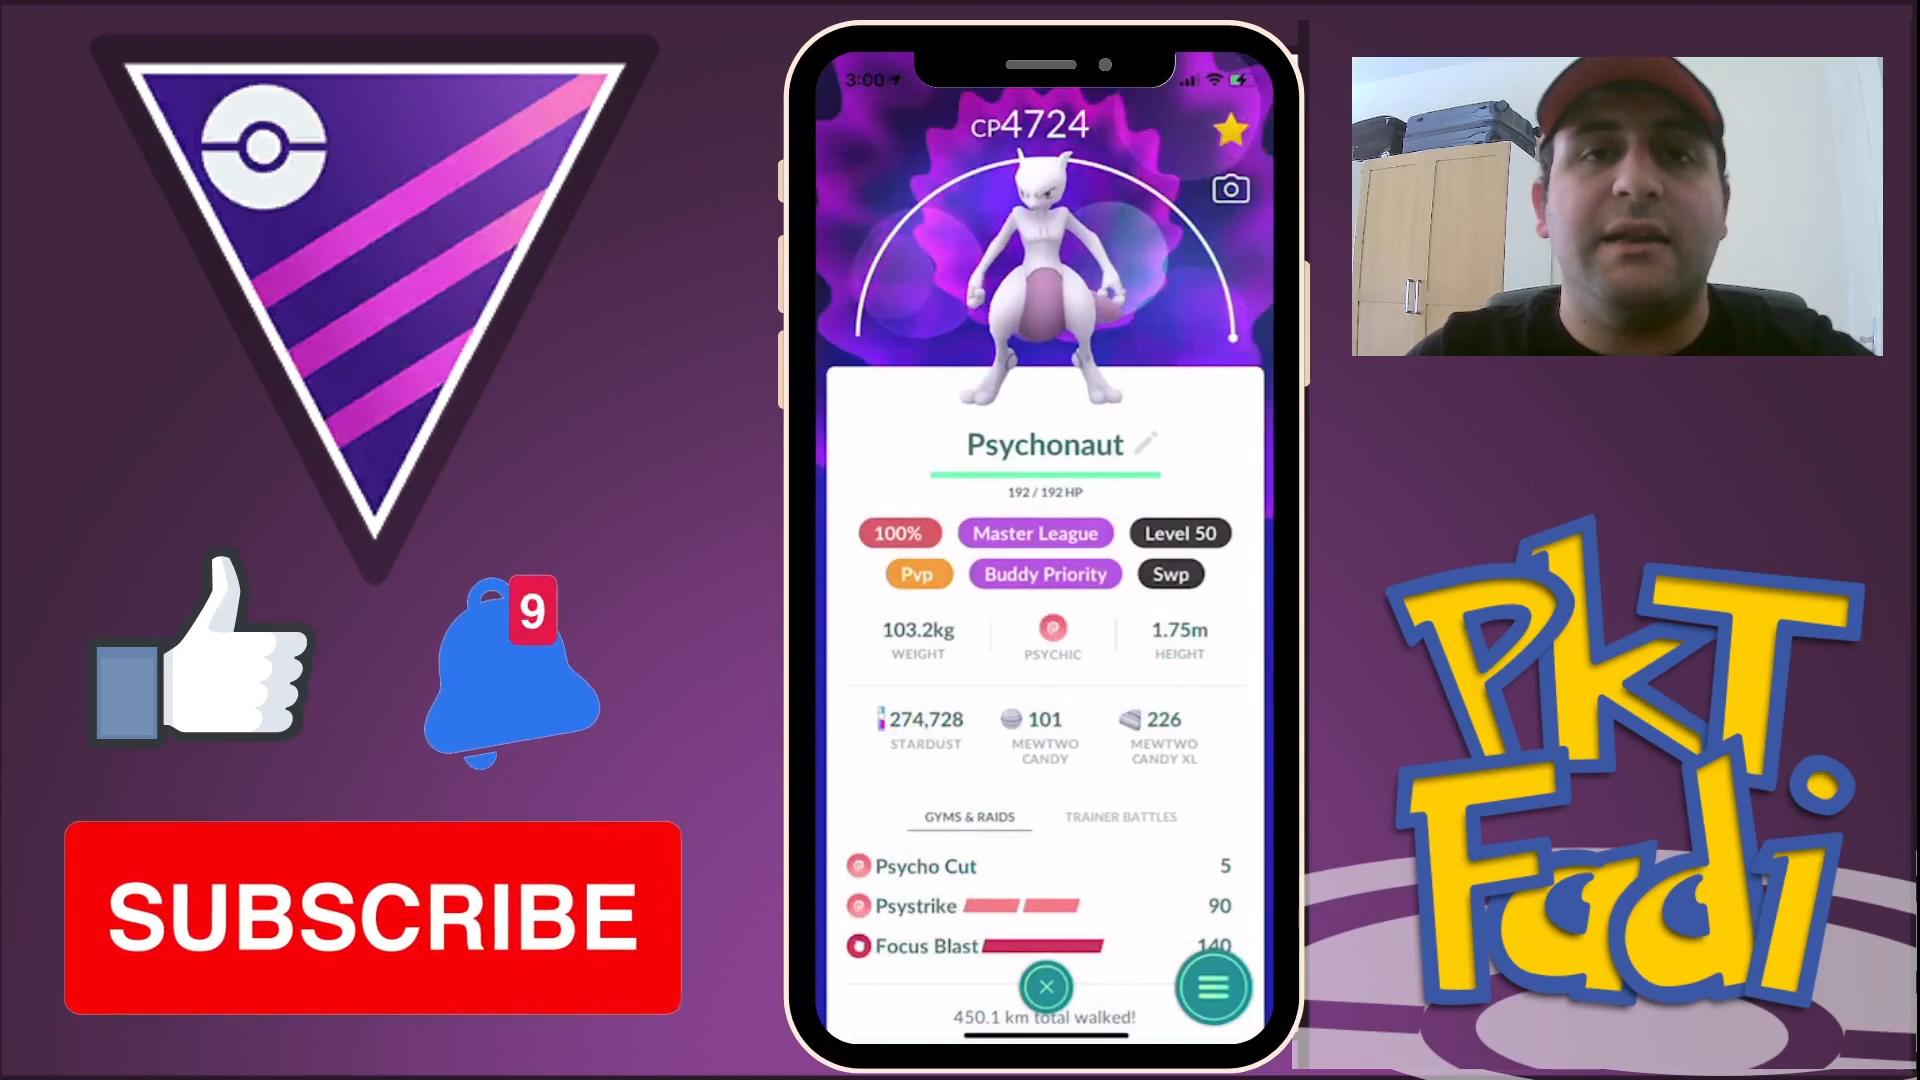 3:00
CP4724
Psychonaut
192 / 192 HP
100% Master League Level 50
Pvp Buddy Priority Swp
103.2kg
WEIGHT
PSYCHIC
1.75m
HEIGHT
274,728
STARDUST
101
MEWTWO
CANDY
226
MEWTWO
CANDY XL
GYMS & RAIDS TRAINER BATTLES
Psycho Cut 5
Psystrike 90
Focus Blast 140
450.1 km total walked!
9
SUBSCRIBE
PkT.
Fadi